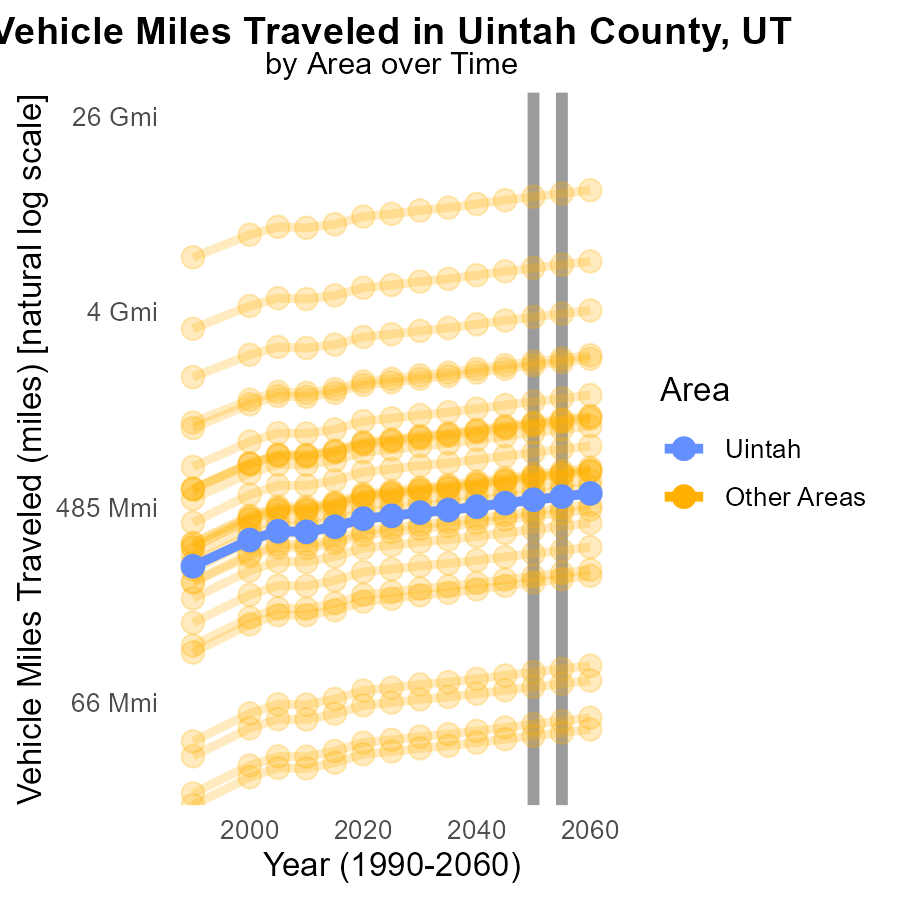 Vehicle Miles Traveled in Uintah County, UT
by Area over Time
Vehicle Miles Traveled (miles) [natural log scale]
26 Gmi
4 Gmi
485 Mmi
66 Mmi
2000 2020 2040 2060
Year (1990-2060)
Area
Uintah
Other Areas